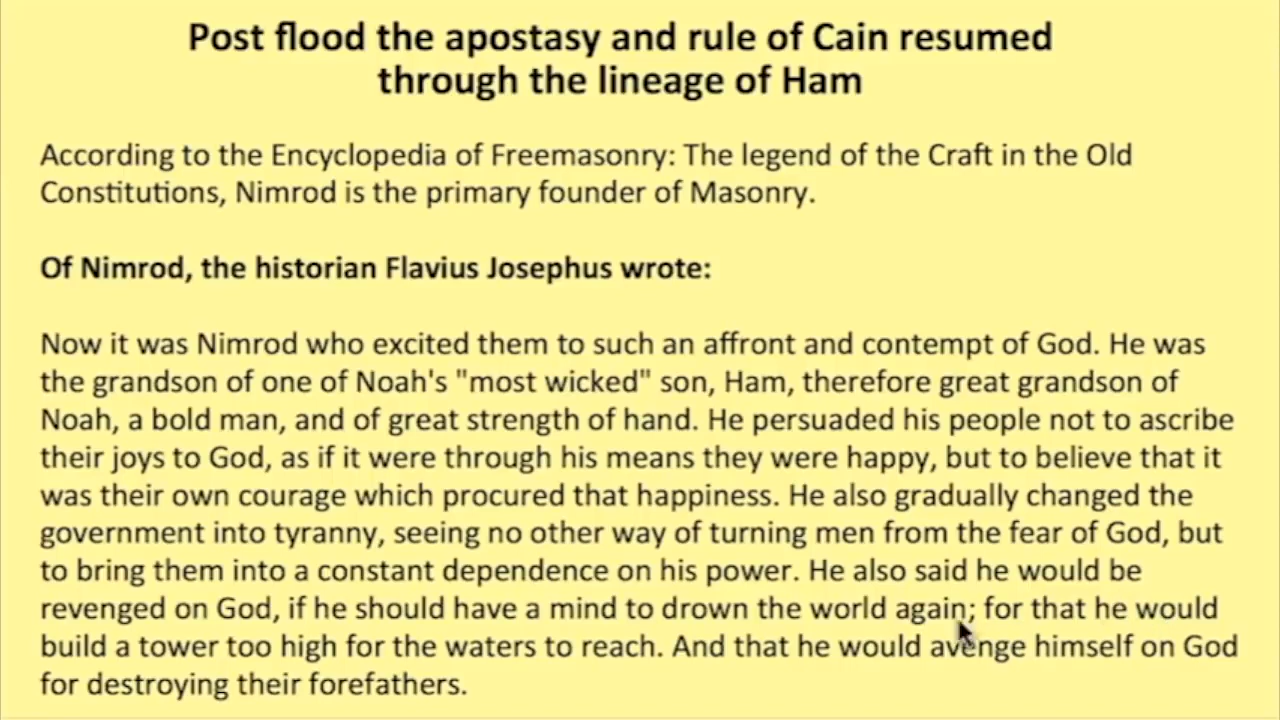 Post flood the apostasy and rule of Cain resumed
through the lineage of Ham
According to the Encyclopedia of Freemasonry: The legend of the Craft in the Old
Constitutions, Nimrod is the primary founder of Masonry.
Of Nimrod, the historian Flavius Josephus wrote:
Now it was Nimrod who excited them to such an affront and contempt of God. He was
the grandson of one of Noah's "most wicked" son, Ham, therefore great grandson of
Noah, a bold man, and of great strength of hand. He persuaded his people not to ascribe
their joys to God, as if it were through his means they were happy, but to believe that it
was their own courage which procured that happiness. He also gradually changed the
government into tyranny, seeing no other way of turning men from the fear of God, but
to bring them into a constant dependence on his power. He also said he would be
revenged on God, if he should have a mind to drown the world again; for that he would
build a tower too high for the waters to reach. And that he would avenge himself on God
for destroying their forefathers.